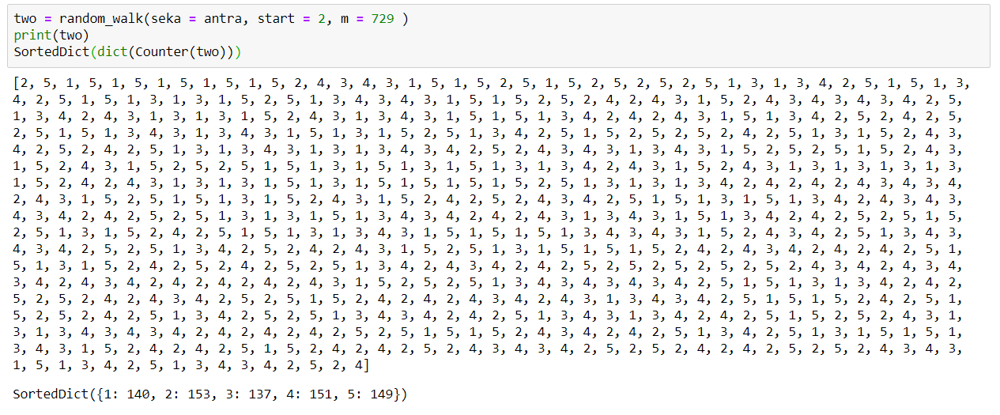 two = random_walk(seka = antra, start = 2, m = 729 )
print(two)
SortedDict(dict(Counter(two)))
[2, 5, 1, 5, 1, 5, 1, 5, 1, 5, 1, 5, 2, 4, 3, 4, 3, 1, 5, 1, 5, 2, 5, 1, 5, 2, 5, 2, 5, 2, 5, 1, 3, 1, 3, 4, 2, 5, 1, 5, 1, 3,
4, 2, 5, 1, 5, 1, 3, 1, 3, 1, 5, 2, 5, 1, 3, 4, 3, 4, 3, 1, 5, 1, 5, 2, 5, 2, 4, 2, 4, 3, 1, 5, 2, 4, 3, 4, 3, 4, 3, 4, 2, 5,
1, 3, 4, 2, 4, 3, 1, 3, 1, 3, 1, 5, 2, 4, 3, 1, 3, 4, 3, 1, 5, 1, 5, 1, 3, 4, 2, 4, 2, 4, 3, 1, 5, 1, 3, 4, 2, 5, 2, 4, 2, 5,
2, 5, 1, 5, 1, 3, 4, 3, 1, 3, 4, 3, 1, 5, 1, 3, 1, 5, 2, 5, 1, 3, 4, 2, 5, 1, 5, 2, 5, 2, 5, 2, 4, 2, 5, 1, 3, 1, 5, 2, 4, 3,
4, 2, 5, 2, 4, 2, 5, 1, 3, 1, 3, 4, 3, 1, 3, 1, 3, 4, 3, 4, 2, 5, 2, 4, 3, 4, 3, 1, 3, 4, 3, 1, 5, 2, 5, 2, 5, 1, 5, 2, 4, 3,
1, 5, 2, 4, 3, 1, 5, 2, 5, 2, 5, 1, 5, 1, 3, 1, 5, 1, 3, 1, 5, 1, 3, 1, 3, 4, 2, 4, 3, 1, 5, 2, 4, 3, 1, 3, 1, 3, 1, 3, 1, 3,
1, 5, 2, 4, 2, 4, 3, 1, 3, 1, 3, 1, 5, 1, 3, 1, 5, 1, 5, 1, 5, 1, 5, 2, 5, 1, 3, 1, 3, 1, 3, 4, 2, 4, 2, 4, 2, 4, 3, 4, 3, 4,
2, 4, 3, 1, 5, 2, 5, 1, 5, 1, 3, 1, 5, 2, 4, 3, 1, 5, 2, 4, 2, 5, 2, 4, 3, 4, 2, 5, 1, 5, 1, 3, 1, 5, 1, 3, 4, 2, 4, 3, 4, 3,
4, 3, 4, 2, 4, 2, 5, 2, 5, 1, 3, 1, 3, 1, 5, 1, 3, 4, 3, 4, 2, 4, 2, 4, 3, 1, 3, 4, 3, 1, 5, 1, 3, 4, 2, 4, 2, 5, 2, 5, 1, 5,
2, 5, 1, 3, 1, 5, 2, 4, 2, 5, 1, 5, 1, 3, 1, 3, 4, 3, 1, 5, 1, 5, 1, 5, 1, 3, 4, 3, 4, 3, 1, 5, 2, 4, 3, 4, 2, 5, 1, 3, 4, 3,
4, 3, 4, 2, 5, 2, 5, 1, 3, 4, 2, 5, 2, 4, 2, 4, 3, 1, 5, 2, 5, 1, 3, 1, 5, 1, 5, 1, 5, 2, 4, 2, 4, 3, 4, 2, 4, 2, 4, 2, 5, 1,
5, 1, 3, 1, 5, 2, 4, 2, 5, 2, 4, 2, 5, 2, 5, 1, 3, 4, 2, 4, 3, 4, 2, 4, 2, 5, 2, 5, 2, 5, 2, 5, 2, 5, 2, 4, 3, 4, 2, 4, 3, 4,
3, 4, 2, 4, 3, 4, 2, 4, 2, 4, 2, 4, 2, 4, 3, 1, 5, 2, 5, 2, 5, 1, 3, 4, 3, 4, 3, 4, 3, 4, 2, 5, 1, 5, 1, 3, 1, 3, 4, 2, 4, 2,
5, 2, 5, 2, 4, 2, 4, 3, 4, 2, 5, 2, 5, 1, 5, 2, 4, 2, 4, 2, 4, 3, 4, 2, 4, 3, 1, 3, 4, 3, 4, 2, 5, 1, 5, 1, 5, 2, 4, 2, 5, 1,
5, 2, 5, 2, 4, 2, 5, 1, 3, 4, 2, 5, 2, 5, 1, 3, 4, 3, 4, 2, 4, 2, 5, 1, 3, 4, 3, 1, 3, 4, 2, 4, 2, 5, 1, 5, 2, 5, 2, 4, 3, 1,
3, 1, 3, 4, 3, 4, 3, 4, 2, 4, 2, 4, 2, 4, 2, 5, 2, 5, 1, 5, 1, 5, 2, 4, 3, 4, 2, 4, 2, 5, 1, 3, 4, 2, 5, 1, 3, 1, 5, 1, 5, 1,
3, 4, 3, 1, 5, 2, 4, 2, 4, 2, 5, 1, 5, 2, 4, 2, 4, 2, 5, 2, 4, 3, 4, 3, 4, 2, 5, 2, 5, 2, 4, 2, 4, 2, 5, 2, 5, 2, 4, 3, 4, 3,
1, 5, 1, 3, 4, 2, 5, 1, 3, 4, 3, 4, 2, 5, 2, 4]
SortedDict({1: 140, 2: 153, 3: 137, 4: 151, 5: 149})